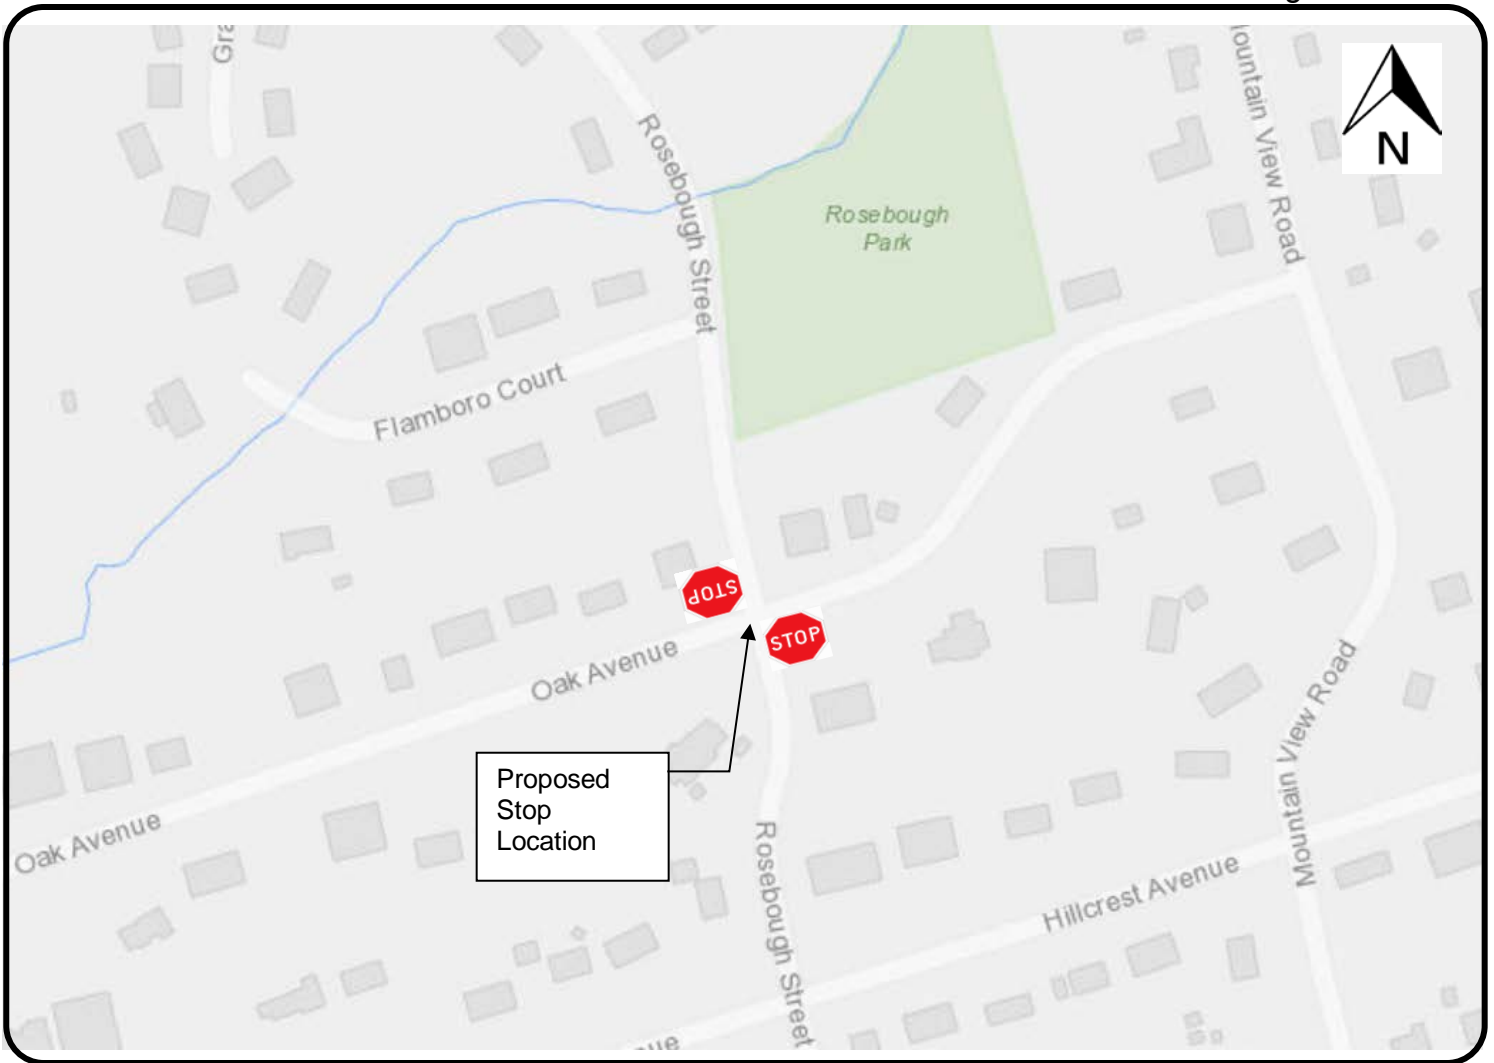 Gra
Mountain View Road
N
Rosebough Street
Rosebough
Park
Flamboro Court
STOP
STOP
Oak Avenue
Proposed
Stop
Location
Oak Avenue
Mountain View Road
Rosebough Street
Hillcrest Avenue